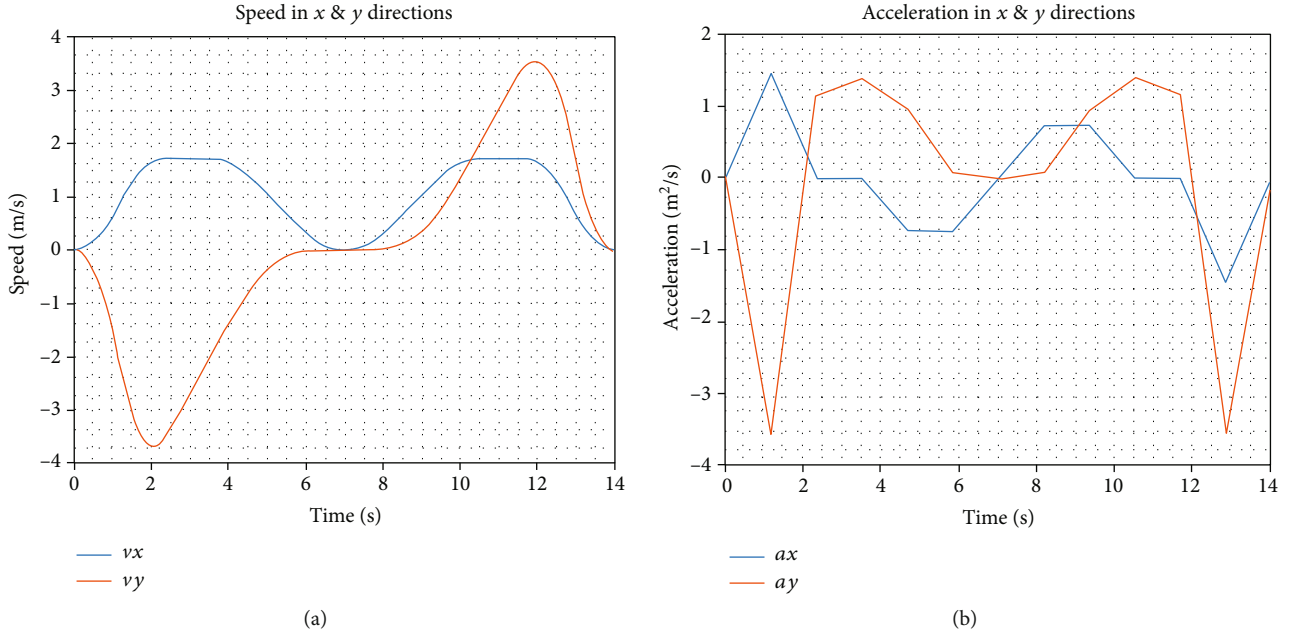 Speed in x & y directions
4
3
2
1
0
−1
−2
−3
−4
Speed (m/s)
0 2 4 6 8 10 12 14
Time (s)
vx
vy
(a)
Acceleration in x & y directions
2
1
0
−1
−2
−3
−4
Acceleration (m²/s)
0 2 4 6 8 10 12 14
Time (s)
ax
ay
(b)